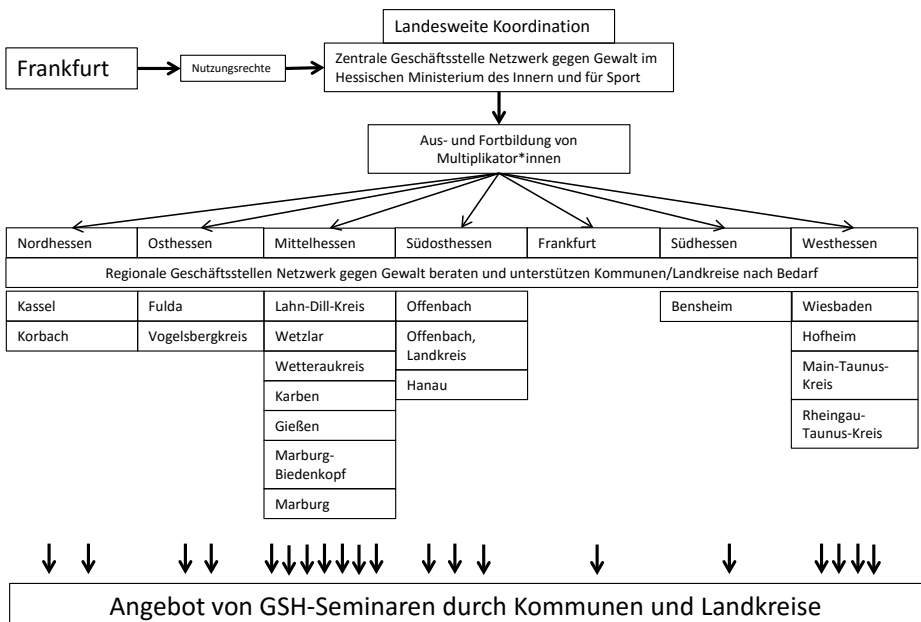 Landesweite Koordination
Frankfurt
Nutzungsrechte
Zentrale Geschäftsstelle Netzwerk gegen Gewalt im
Hessischen Ministerium des Innern und für Sport
Aus- und Fortbildung von
Multiplikator*innen
Nordhessen
Osthessen
Mittelhessen
Südosthessen
Frankfurt
Südhessen
Westhessen
Regionale Geschäftsstellen Netzwerk gegen Gewalt beraten und unterstützen Kommunen/Landkreise nach Bedarf
Kassel
Korbach
Fulda
Vogelsbergkreis
Lahn-Dill-Kreis
Wetzlar
Wetteraukreis
Karben
Gießen
Marburg-
Biedenkopf
Marburg
Offenbach
Offenbach,
Landkreis
Hanau
Bensheim
Wiesbaden
Hofheim
Main-Taunus-
Kreis
Rheingau-
Taunus-Kreis
Angebot von GSH-Seminaren durch Kommunen und Landkreise